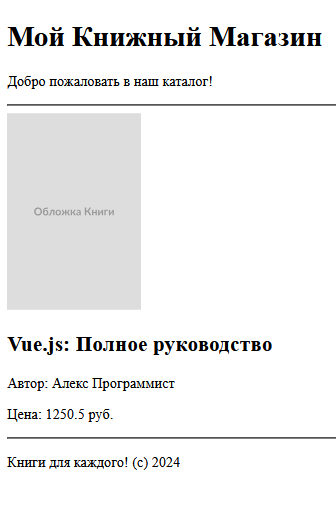 Мой Книжный Магазин
Добро пожаловать в наш каталог!
Обложка Книги
Vue.js: Полное руководство
Автор: Алекс Программист
Цена: 1250.5 руб.
Книги для каждого! (с) 2024